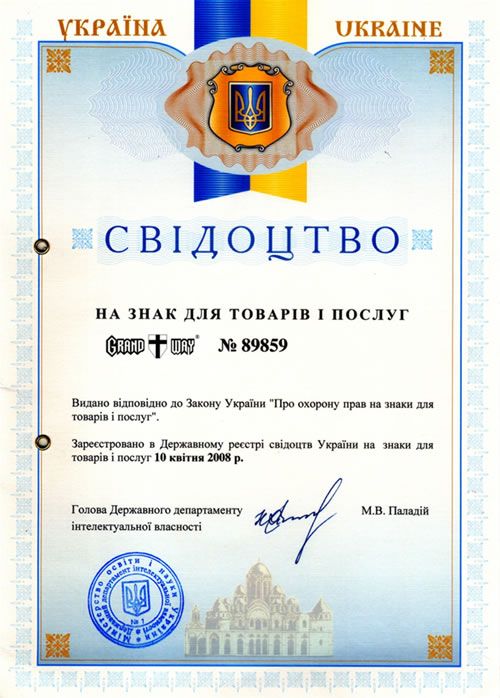 УКРАЇНА UKRAINE
СВІДОЦТВО
НА ЗНАК ДЛЯ ТОВАРІВ І ПОСЛУГ
GRAND WAY® № 89859
Видано відповідно до Закону України "Про охорону прав на знаки для
товарів і послуг".
Зареєстровано в Державному реєстрі свідоцтв України на знаки для
товарів і послуг 10 квітня 2008 р.
Голова Державного департаменту
інтелектуальної власності
М.В. Паладій
Міністерство освіти і науки України
Державний департамент інтелектуальної власності
№ 1